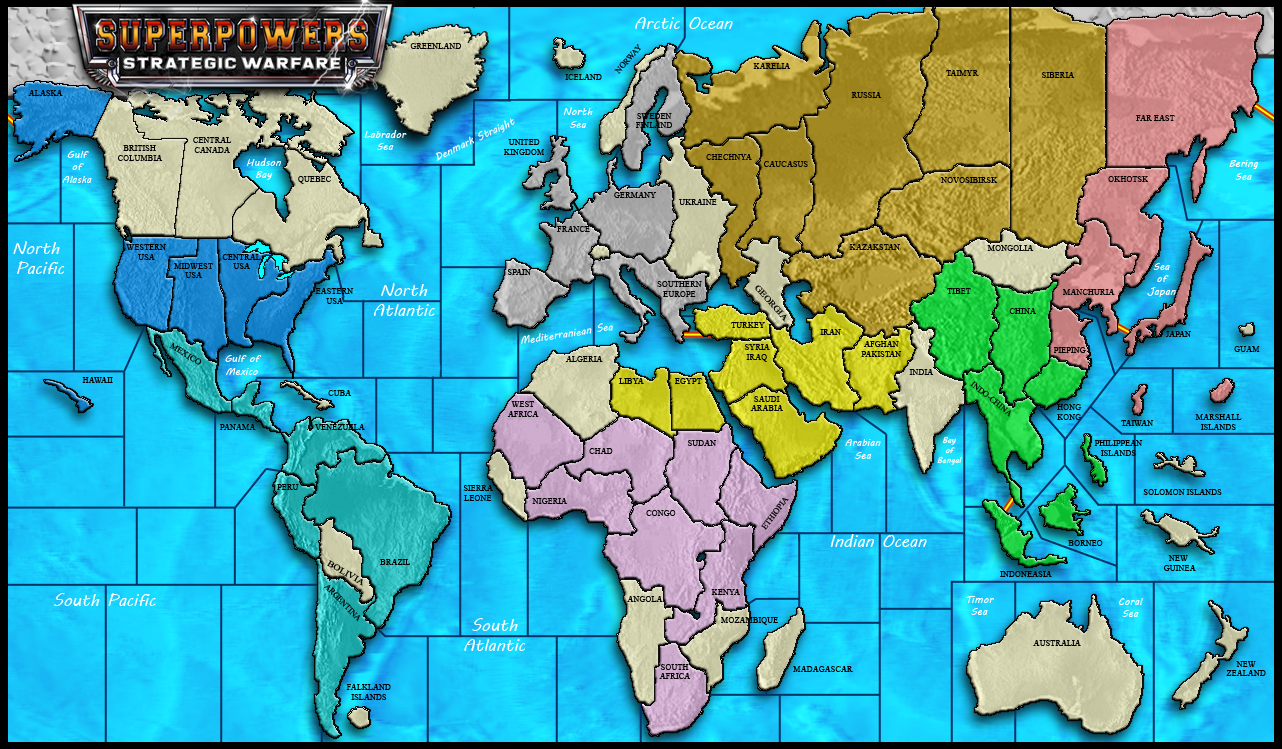 SUPERPOWERS
STRATEGIC WARFARE
Arctic Ocean
GREENLAND
ICELAND
NORWAY
KARELIA
TAIMYR
SIBERIA
RUSSIA
ALASKA
FAR EAST
North
Sea
SWEDEN
FINLAND
Labrador
Sea
Denmark Straight
UNITED
KINGDOM
BRITISH
COLUMBIA
CENTRAL
CANADA
Hudson
Bay
QUEBEC
Gulf
of
Alaska
CHECHNYA
CAUCASUS
NOVOSIBIRSK
OKHOTSK
Bering
Sea
GERMANY
UKRAINE
FRANCE
North
Pacific
WESTERN
USA
MIDWEST
USA
CENTRAL
USA
EASTERN
USA
KAZAKSTAN
MONGOLIA
SPAIN
SOUTHERN
EUROPE
GEORGIA
TIBET
CHINA
MANCHURIA
Sea
of
Japan
JAPAN
North
Atlantic
Mediterranean Sea
TURKEY
IRAN
AFGHAN
PAKISTAN
SYRIA
IRAQ
PIEPING
GUAM
MEXICO
Gulf of
Mexico
ALGERIA
LIBYA
EGYPT
INDIA
INDO-CHINA
HAWAII
CUBA
WEST
AFRICA
SAUDI
ARABIA
HONG
KONG
TAIWAN
MARSHALL
ISLANDS
PANAMA
VENEZUELA
CHAD
SUDAN
Arabian
Sea
Bay
of
Bangol
PHILIPPEAN
ISLANDS
PERU
SIERRA
LEONE
NIGERIA
CONGO
ETHIOPIA
SOLOMON ISLANDS
Indian Ocean
BORNEO
BOLIVIA
BRAZIL
INDONEASIA
NEW
GUINEA
South Pacific
ARGENTINA
ANGOLA
KENYA
MOZAMBIQUE
Timor
Sea
Coral
Sea
South
Atlantic
AUSTRALIA
SOUTH
AFRICA
MADAGASCAR
NEW
ZEALAND
FALKLAND
ISLANDS